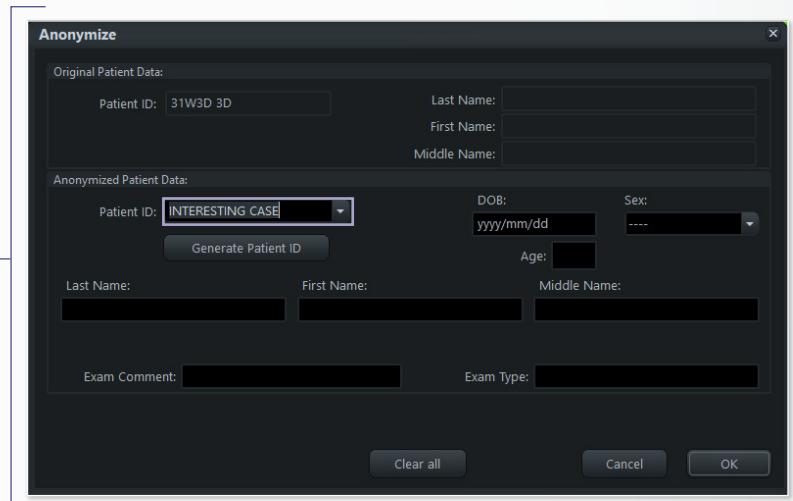 Anonymize
Original Patient Data:
Patient ID: 31W3D 3D
Last Name:
First Name:
Middle Name:
Anonymized Patient Data:
Patient ID: INTERESTING CASE
DOB: Sex:
yyyy/mm/dd ----
Generate Patient ID
Age:
Last Name: First Name: Middle Name:
Exam Comment: Exam Type:
Clear all Cancel OK